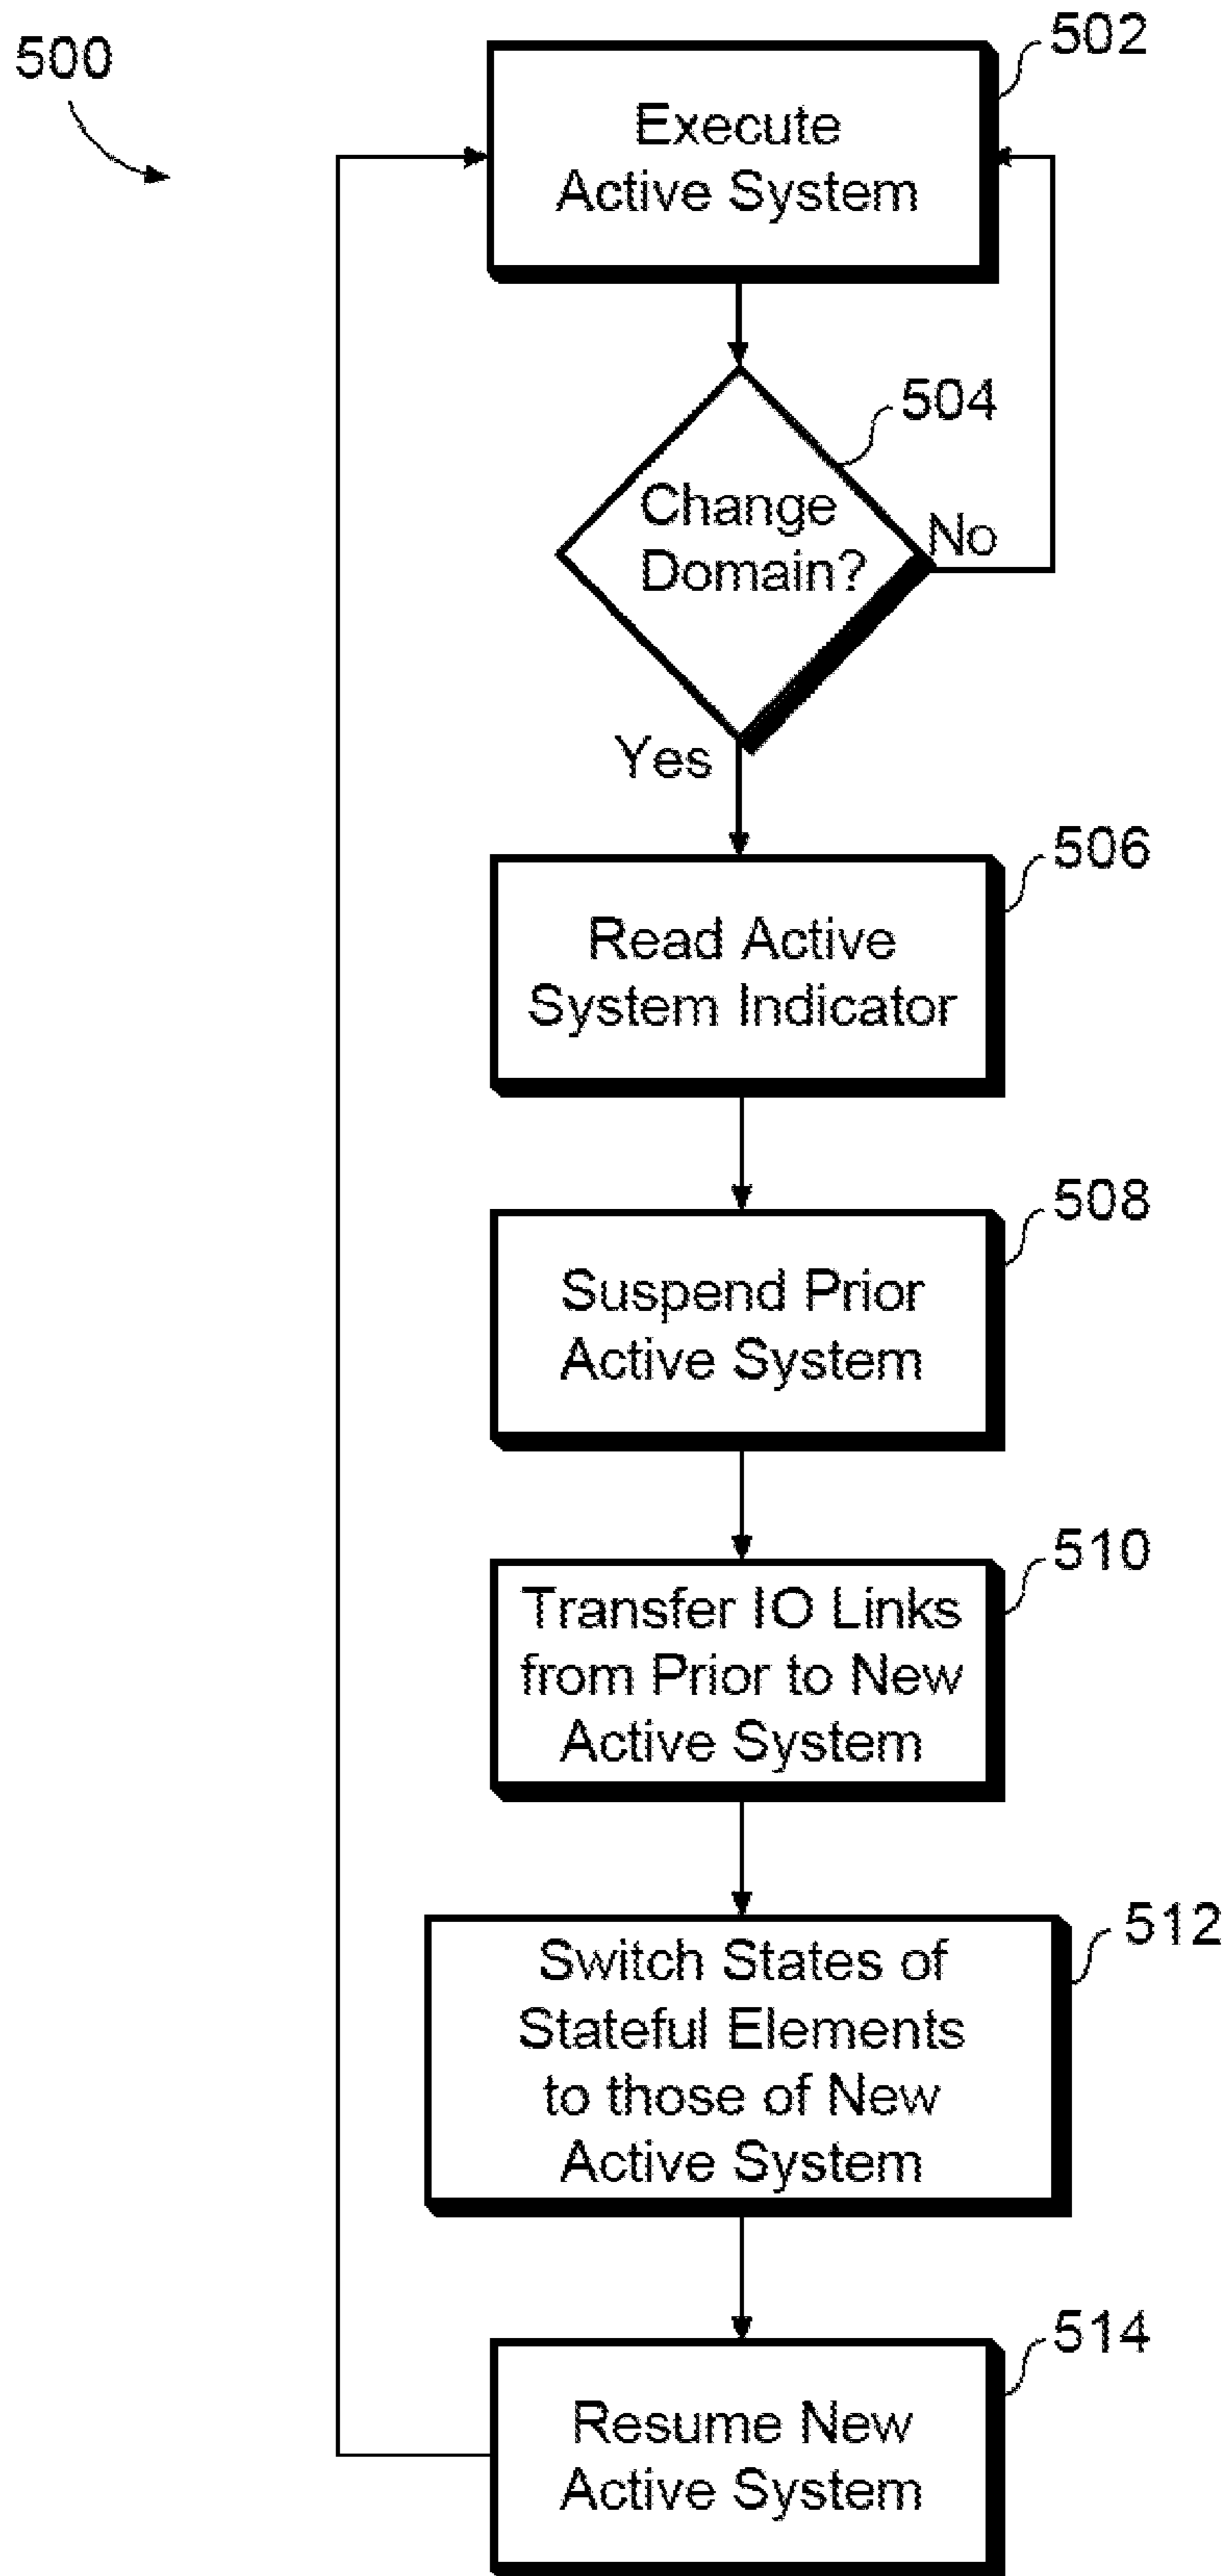 500
502
Execute
Active System
504
Change
Domain?
No
Yes
506
Read Active
System Indicator
508
Suspend Prior
Active System
510
Transfer IO Links
from Prior to New
Active System
512
Switch States of
Stateful Elements
to those of New
Active System
514
Resume New
Active System